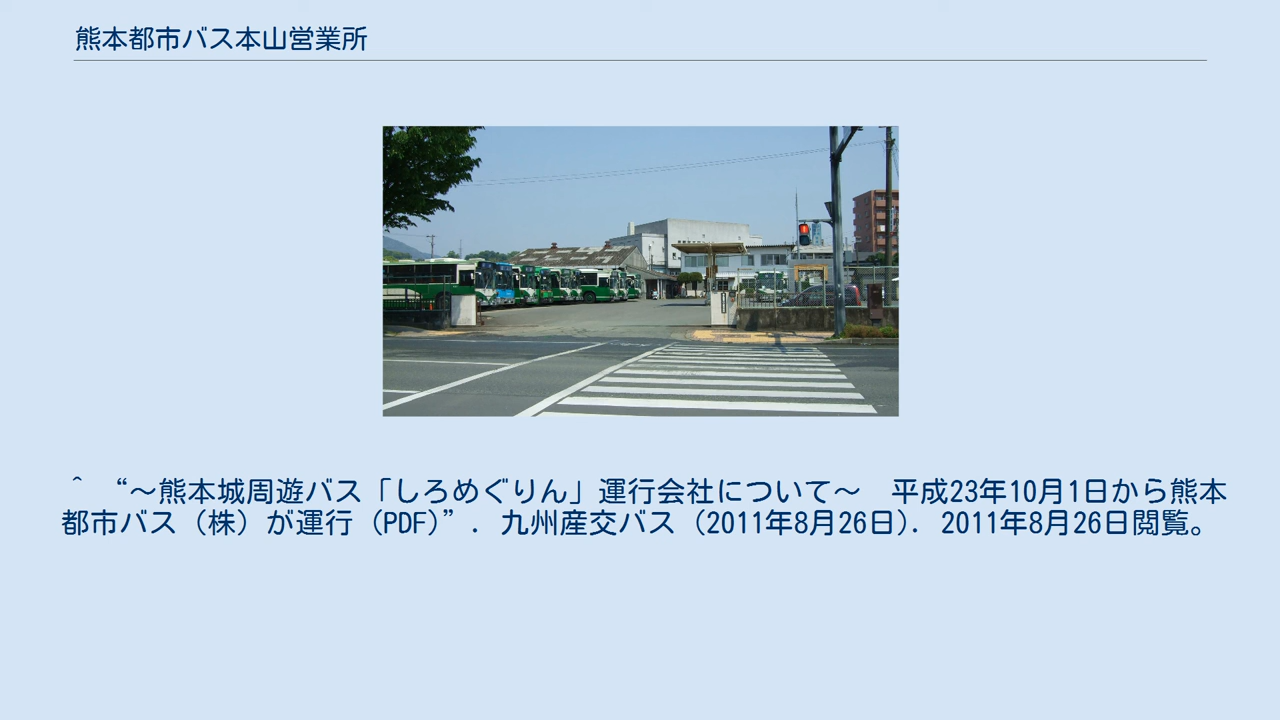 熊本都市バス本山営業所
^ “～熊本城周遊バス「しろめぐりん」運行会社について～　平成23年10月1日から熊本
都市バス（株）が運行（PDF）”. 九州産交バス（2011年8月26日）. 2011年8月26日閲覧。